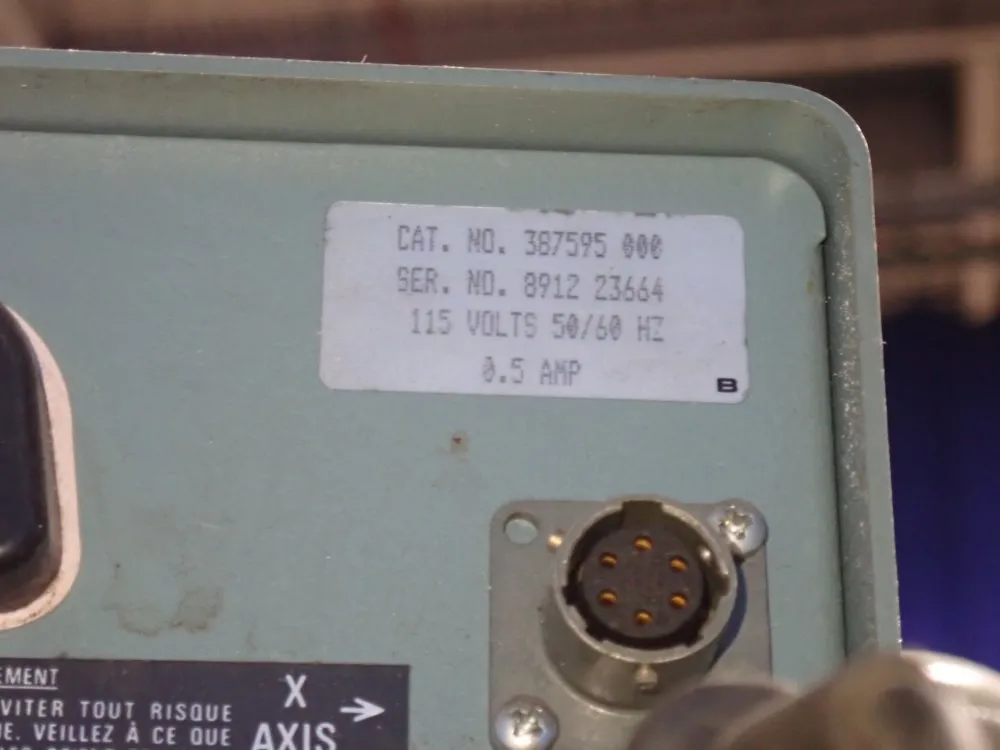 CAT. NO. 387595 000
SER. NO. 8912 23664
115 VOLTS 50/60 HZ
0.5 AMP
B
EMENT
VITER TOUT RISQUE
E. VEILLEZ À CE QUE
X
AXIS →